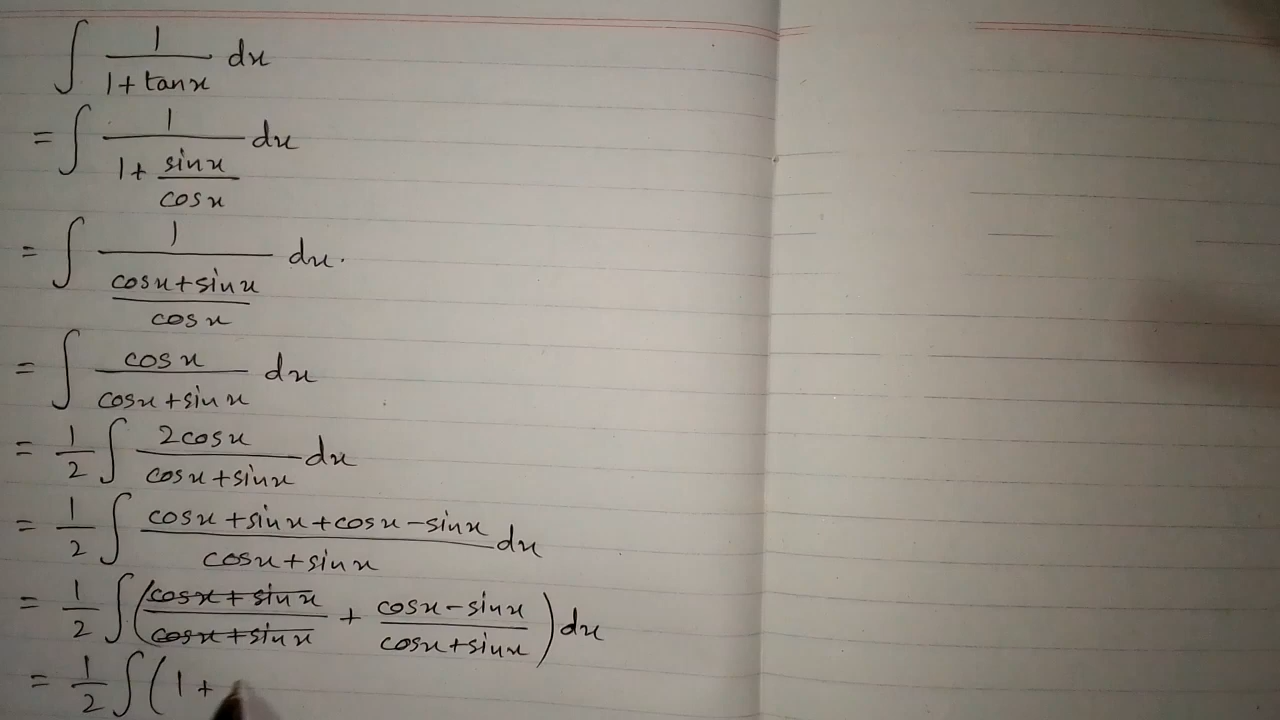 ∫ 1/(1+tanx) dx
= ∫ 1/(1+ sinx/cosx) dx
= ∫ 1/((cosx+sinx)/cosx) dx.
= ∫ cosx/(cosx+sinx) dx
= 1/2 ∫ 2cosx/(cosx+sinx) dx
= 1/2 ∫ (cosx+sinx+cosx-sinx)/(cosx+sinx) dx
= 1/2 ∫ ((cosx+sinx)/(cosx+sinx) + (cosx-sinx)/(cosx+sinx)) dx
= 1/2 ∫ (1+